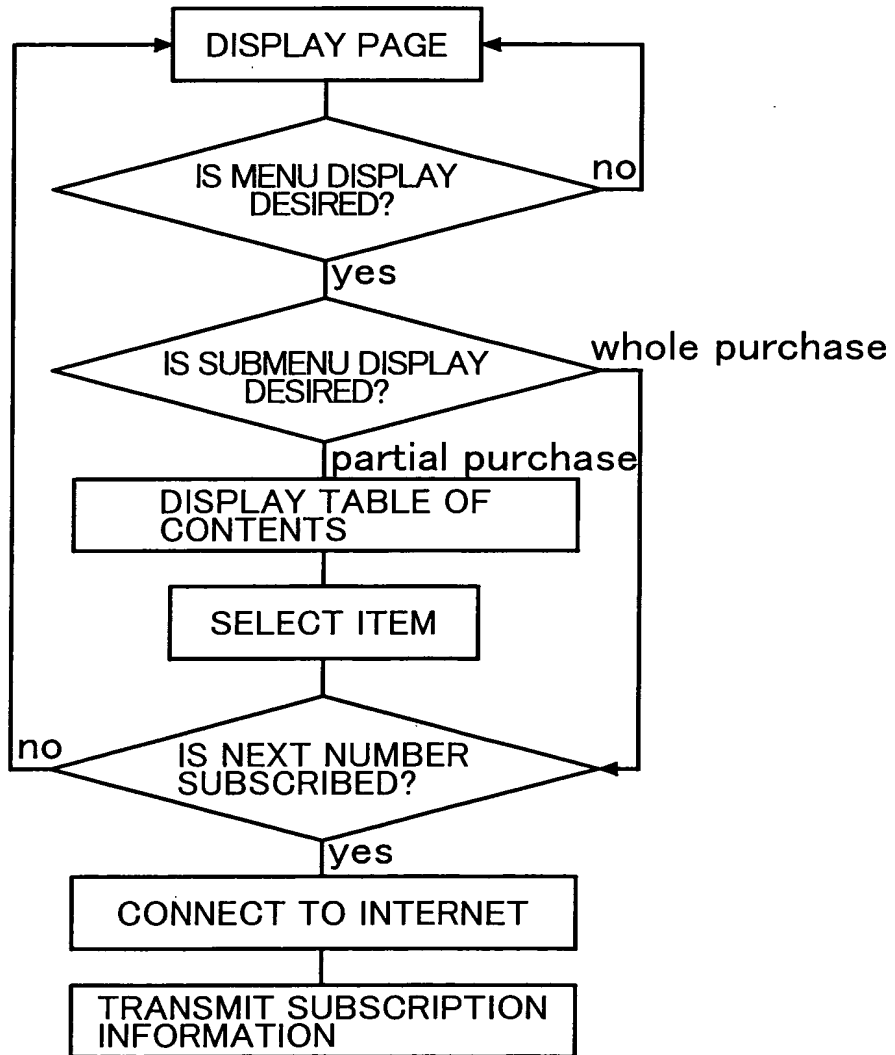 DISPLAY PAGE
IS MENU DISPLAY
DESIRED?
no
yes
IS SUBMENU DISPLAY
DESIRED?
whole purchase
partial purchase
DISPLAY TABLE OF
CONTENTS
SELECT ITEM
no
IS NEXT NUMBER
SUBSCRIBED?
yes
CONNECT TO INTERNET
TRANSMIT SUBSCRIPTION
INFORMATION